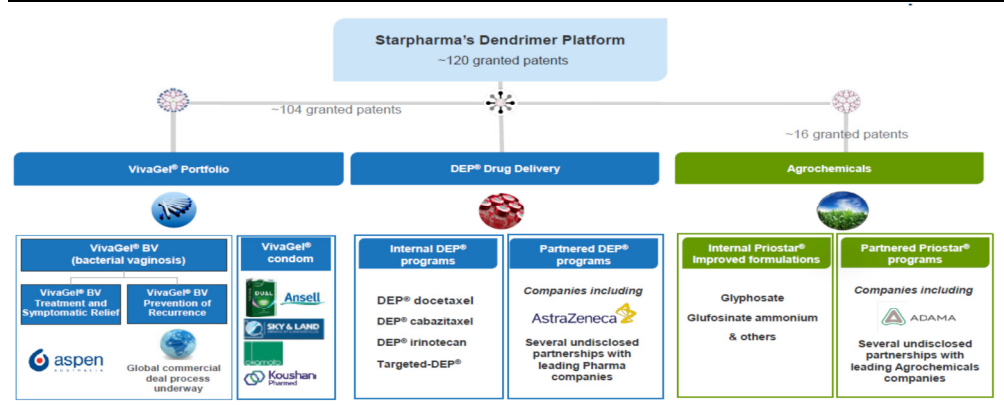 Starpharma's Dendrimer Platform
~120 granted patents
~104 granted patents
~16 granted patents
VivaGel® Portfolio
DEP® Drug Delivery
Agrochemicals
VivaGel® BV
(bacterial vaginosis)
VivaGel® BV
Treatment and
Symptomatic Relief
VivaGel® BV
Prevention of
Recurrence
aspen
AUSTRALIA
Global commercial
deal process
underway
VivaGel®
condom
DUAL
Ansell
SKY & LAND
okamoto
Koushan
Pharmed
Internal DEP®
programs
DEP® docetaxel
DEP® cabazitaxel
DEP® irinotecan
Targeted-DEP®
Partnered DEP®
programs
Companies including
AstraZeneca
Several undisclosed
partnerships with
leading Pharma
companies
Internal Priostar®
Improved formulations
Glyphosate
Glufosinate ammonium
& others
Partnered Priostar®
programs
Companies including
ADAMA
Several undisclosed
partnerships with
leading Agrochemicals
companies